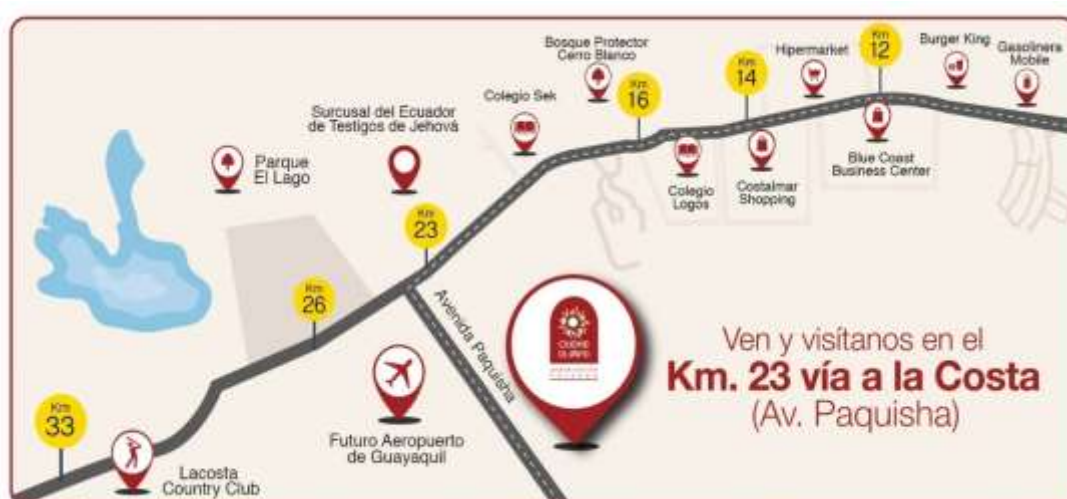 Km
12
Burger King
Gasolinera
Mobile
Hipermarket
Km
14
Bosque Protector
Cerro Blanco
Km
16
Colegio Sek
Surcusal del Ecuador
de Testigos de Jehová
Parque
El Lago
Colegio
Logos
Costalmar
Shopping
Blue Coast
Business Center
Km
23
Km
26
Avenida Paquisha
Ven y visítanos en el
Km. 23 vía a la Costa
(Av. Paquisha)
Futuro Aeropuerto
de Guayaquil
Km
33
Lacosta
Country Club